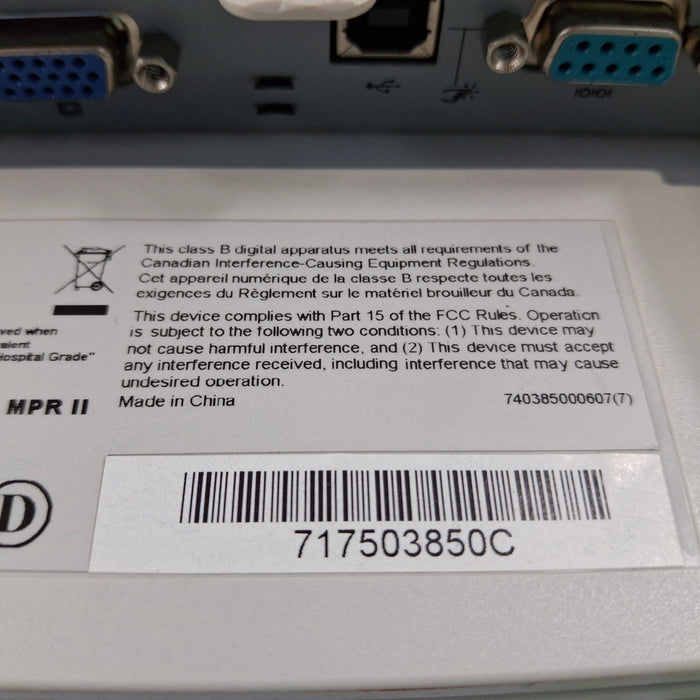 IOIOI
This class B digital apparatus meets all requirements of the
Canadian Interference-Causing Equipment Regulations.
Cet appareil numérique de la classe B respecte toutes les
exigences du Règlement sur le matériel brouilleur du Canada.
This device complies with Part 15 of the FCC Rules. Operation
is subject to the following two conditions: (1) This device may
not cause harmful interference, and (2) This device must accept
any interference received, including interference that may cause
undesired operation.
Made in China
740385000607(7)
ved when
alent
Hospital Grade"
MPR II
D
717503850C